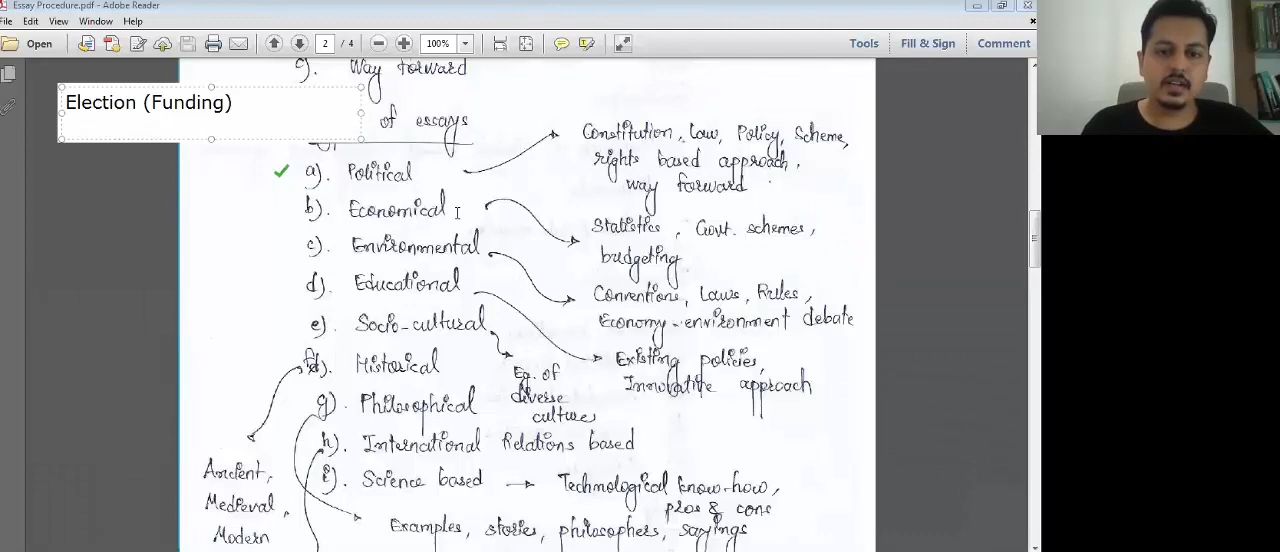 Essay Procedure.pdf - Adobe Reader
File Edit View Window Help
Open 2 / 4 100% Tools Fill & Sign Comment
c). Way forward
Election (Funding)
of essays
a). Political
Constitution, Law, Policy, Scheme,
rights based approach,
way forward
b). Economical
Statistics, Govt. schemes,
budgeting
c). Environmental
Conventions, Laws, Rules,
Economy-environment debate
d). Educational
Existing policies,
Innovative approach
e). Socio-cultural
Eg. of
diverse
cultures
f). Historical
Ancient,
Medieval,
Modern
g). Philosophical
Examples, stories, philosophers, sayings
h). International Relations based
i). Science based → Technological know-how,
pros & cons